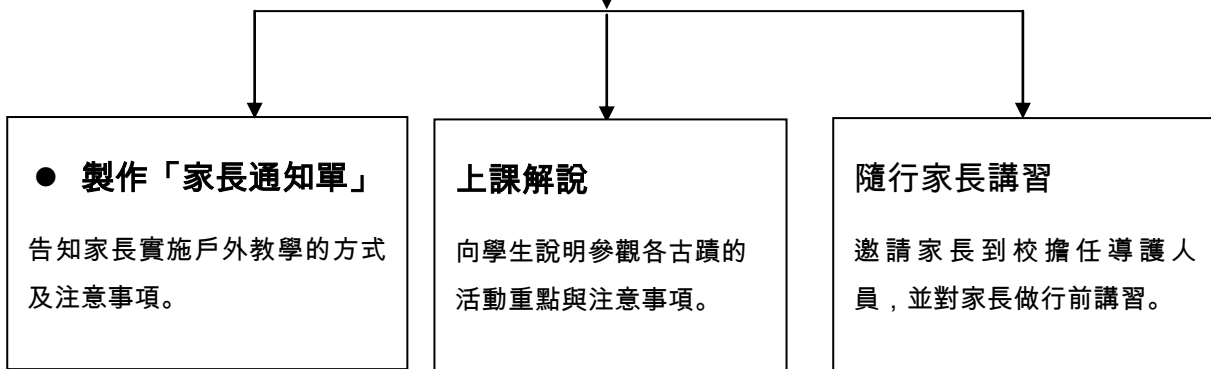 ● 製作「家長通知單」
告知家長實施戶外教學的方式
及注意事項。
上課解說
向學生說明參觀各古蹟的
活動重點與注意事項。
隨行家長講習
邀請家長到校擔任導護人
員，並對家長做行前講習。